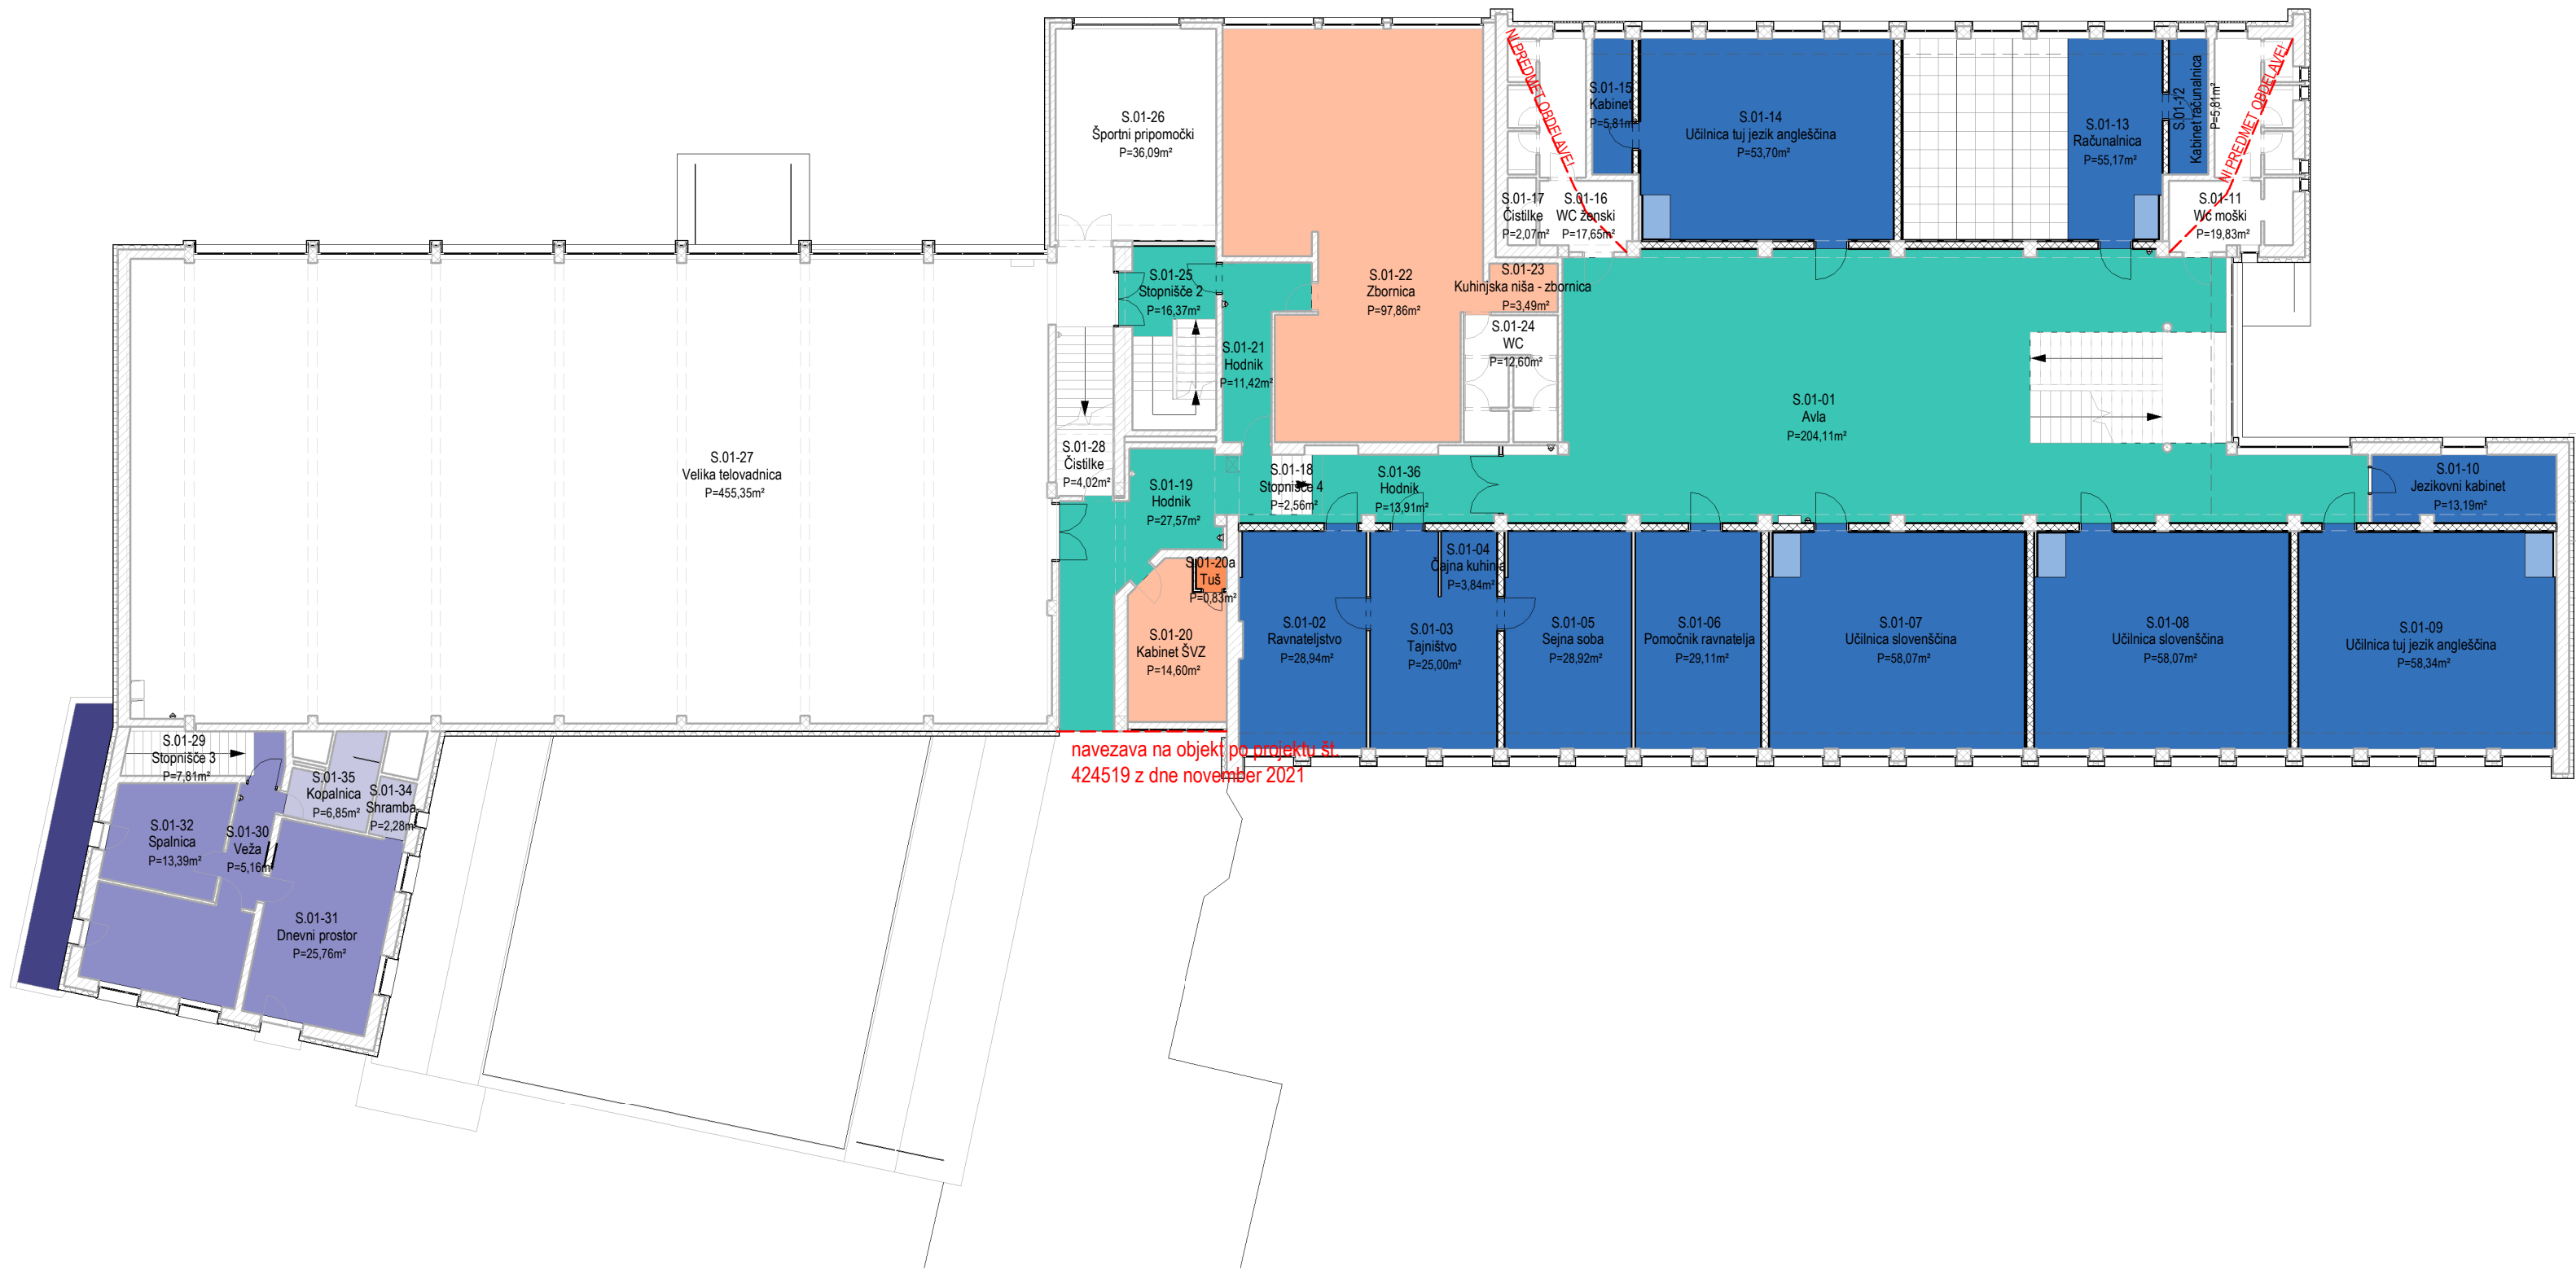 S.01-26
Športni pripomočki
P=36,09m²
NI PREDMET OBDELAVE!
S.01-15
Kabinet
P=5,81m²
S.01-14
Učilnica tuj jezik angleščina
P=53,70m²
S.01-13
Računalnica
P=55,17m²
S.01-12
Kabinet računalnica
P=5,81m²
NI PREDMET OBDELAVE!
S.01-17
Čistilke
P=2,07m²
S.01-16
WC ženski
P=17,65m²
S.01-11
Wc moški
P=19,83m²
S.01-25
Stopnišče 2
P=16,37m²
S.01-22
Zbornica
P=97,86m²
S.01-23
Kuhinjska niša - zbornica
P=3,49m²
S.01-24
WC
P=12,60m²
S.01-21
Hodnik
P=11,42m²
S.01-01
Avla
P=204,11m²
S.01-27
Velika telovadnica
P=455,35m²
S.01-28
Čistilke
P=4,02m²
S.01-19
Hodnik
P=27,57m²
S.01-18
Stopnišče 4
P=2,56m²
S.01-36
Hodnik
P=13,91m²
S.01-10
Jezikovni kabinet
P=13,19m²
S.01-20a
Tuš
P=0,83m²
S.01-04
Čajna kuhinja
P=3,84m²
S.01-20
Kabinet ŠVZ
P=14,60m²
S.01-02
Ravnateljstvo
P=28,94m²
S.01-03
Tajništvo
P=25,00m²
S.01-05
Sejna soba
P=28,92m²
S.01-06
Pomočnik ravnatelja
P=29,11m²
S.01-07
Učilnica slovenščina
P=58,07m²
S.01-08
Učilnica slovenščina
P=58,07m²
S.01-09
Učilnica tuj jezik angleščina
P=58,34m²
navezava na objekt po projektu št.
424519 z dne november 2021
S.01-29
Stopnišče 3
P=7,81m²
S.01-35
Kopalnica
P=6,85m²
S.01-34
Shramba
P=2,28m²
S.01-32
Spalnica
P=13,39m²
S.01-30
Veža
P=5,16m²
S.01-31
Dnevni prostor
P=25,76m²